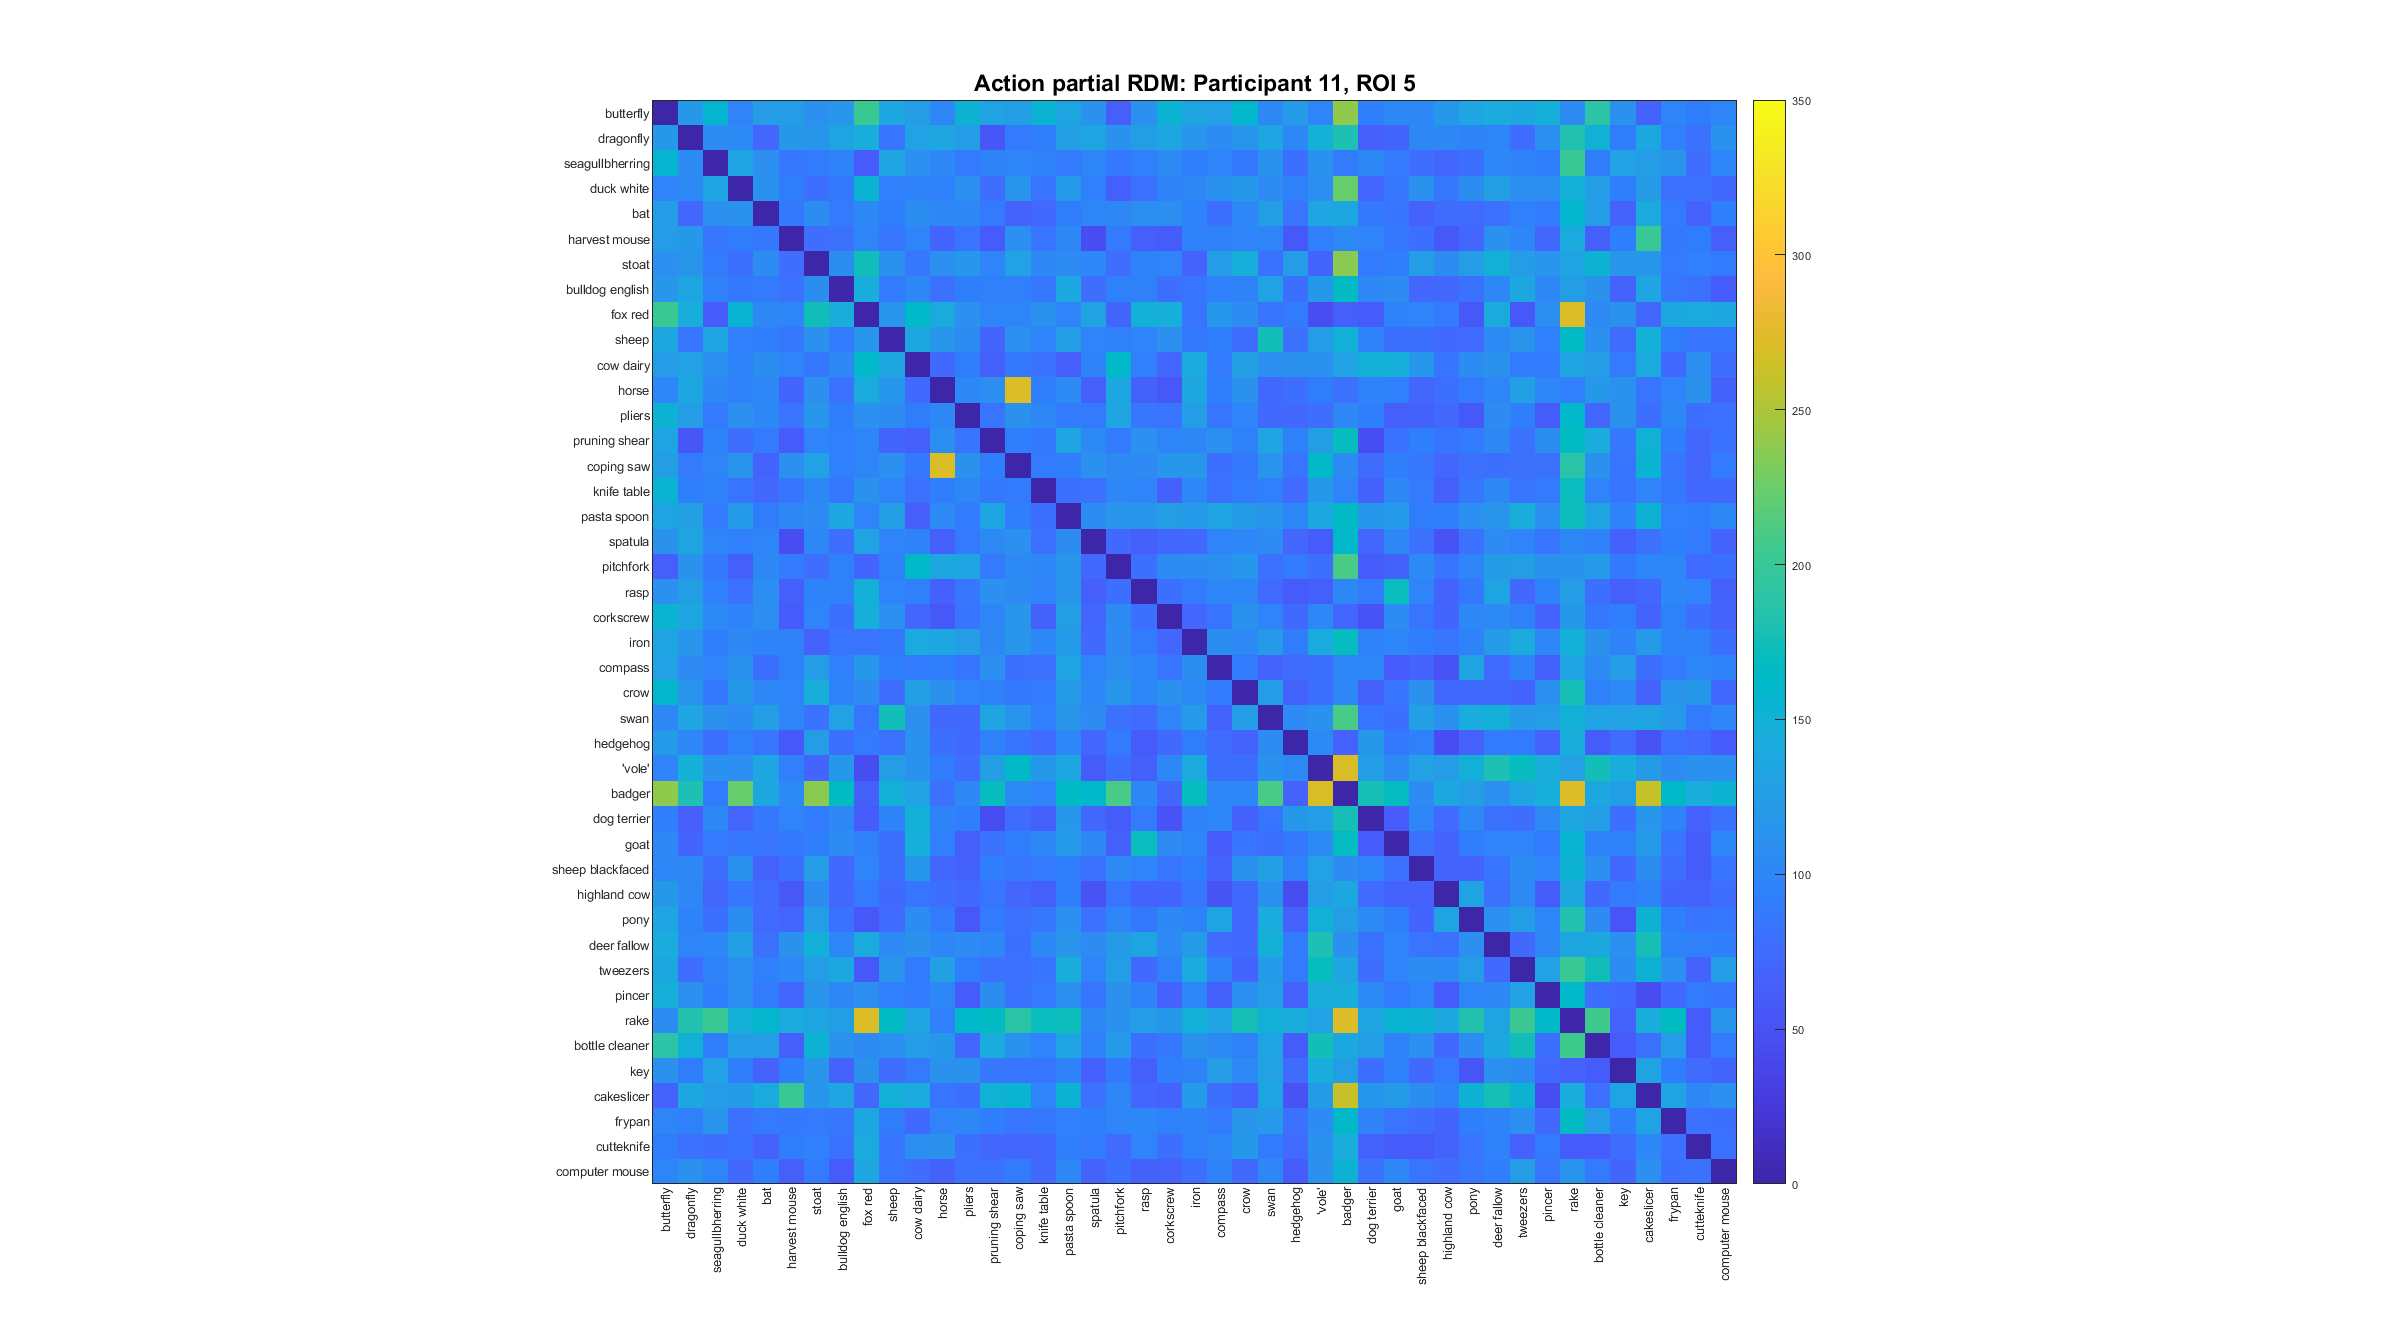 Action partial RDM: Participant 11, ROI 5
butterfly
dragonfly
seagullbherring
duck white
bat
harvest mouse
stoat
bulldog english
fox red
sheep
cow dairy
horse
pliers
pruning shear
coping saw
knife table
pasta spoon
spatula
pitchfork
rasp
corkscrew
iron
compass
crow
swan
hedgehog
'vole'
badger
dog terrier
goat
sheep blackfaced
highland cow
pony
deer fallow
tweezers
pincer
rake
bottle cleaner
key
cakeslicer
frypan
cutteknife
computer mouse
350
300
250
200
150
100
50
0
butterfly
dragonfly
seagullbherring
duck white
bat
harvest mouse
stoat
bulldog english
fox red
sheep
cow dairy
horse
pliers
pruning shear
coping saw
knife table
pasta spoon
spatula
pitchfork
rasp
corkscrew
iron
compass
crow
swan
hedgehog
'vole'
badger
dog terrier
goat
sheep blackfaced
highland cow
pony
deer fallow
tweezers
pincer
rake
bottle cleaner
key
cakeslicer
frypan
cutteknife
computer mouse